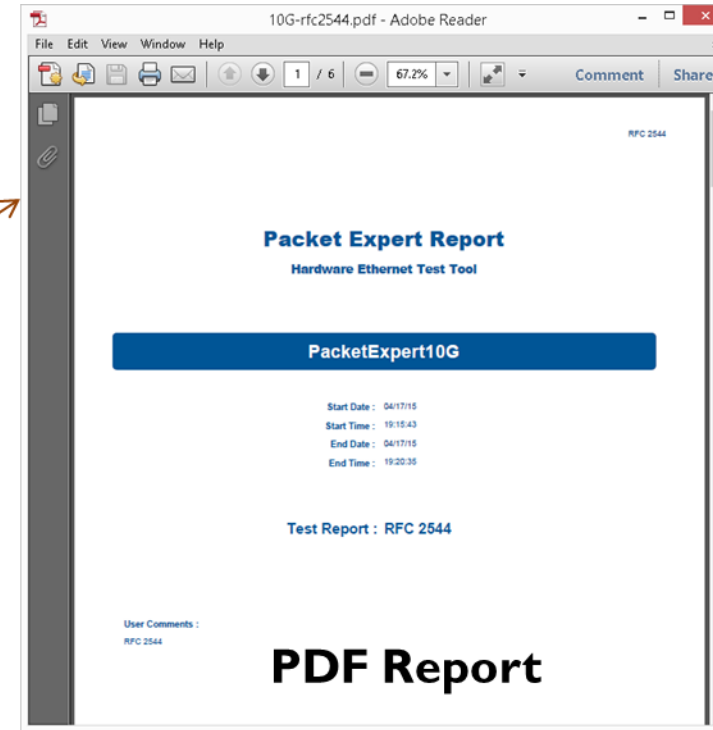 10G-rfc2544.pdf - Adobe Reader
File Edit View Window Help
1 / 6 67.2% Comment Share
RFC 2544
Packet Expert Report
Hardware Ethernet Test Tool
PacketExpert10G
Start Date : 04/17/15
Start Time : 19:15:43
End Date : 04/17/15
End Time : 19:20:35
Test Report : RFC 2544
User Comments :
RFC 2544
PDF Report